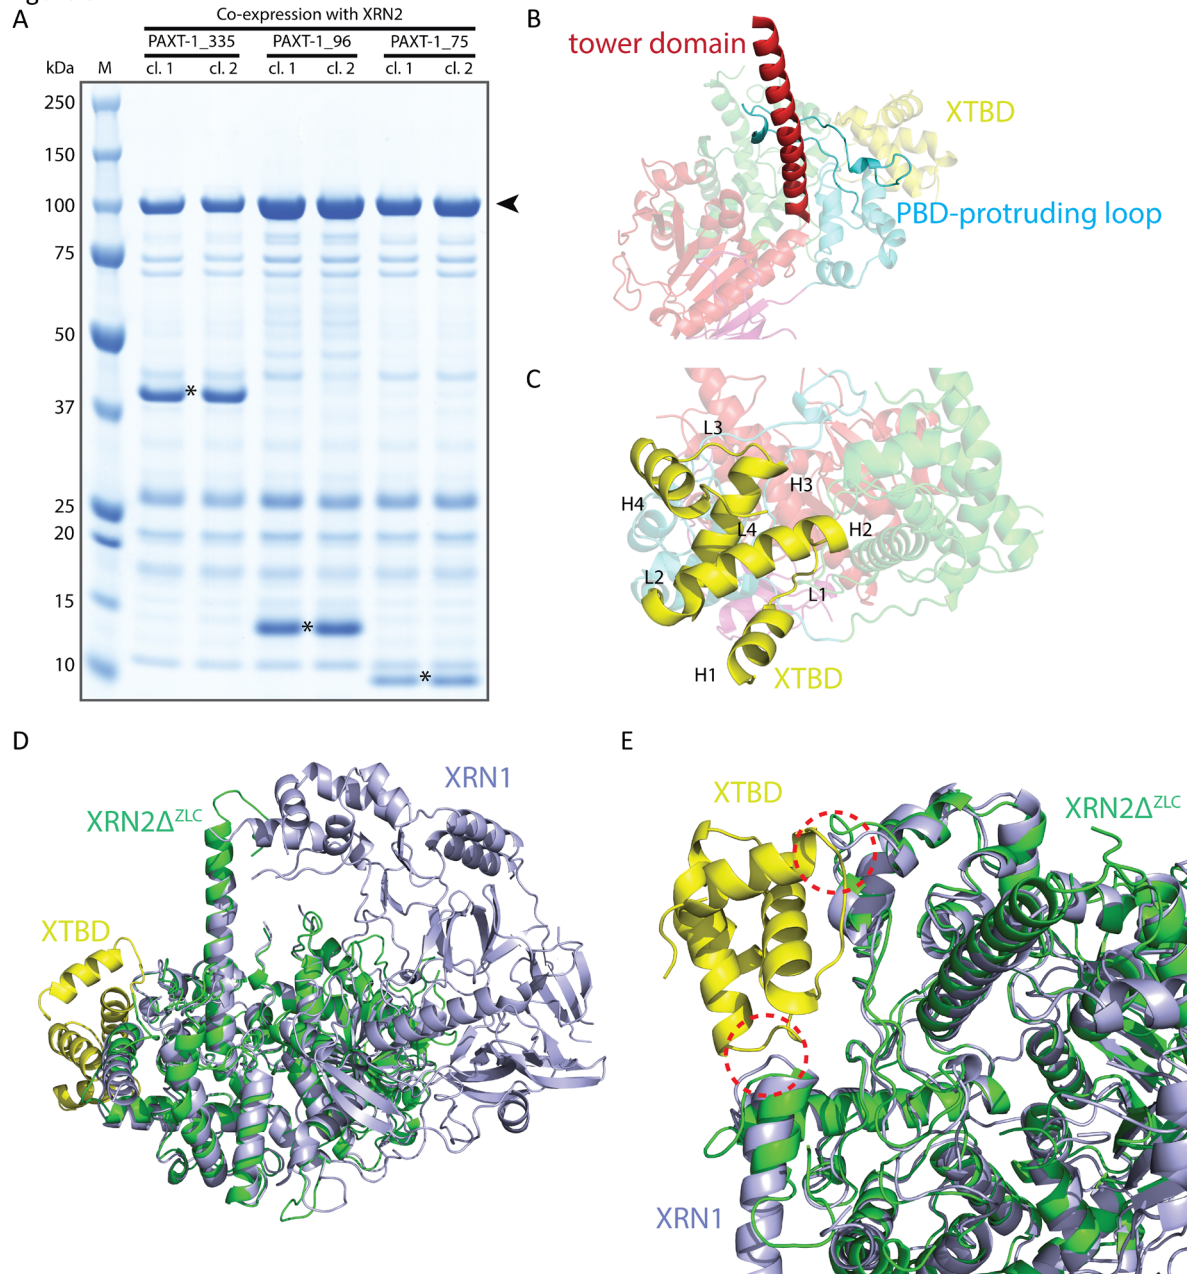 A
Co-expression with XRN2
PAXT-1_335 PAXT-1_96 PAXT-1_75
kDa M cl. 1 cl. 2 cl. 1 cl. 2 cl. 1 cl. 2
250
150
100
75
50
37
*
25
20
15
*
10
*
B
tower domain
XTBD
PBD-protruding loop
C
L3
H3
H4
L4
H2
L2
L1
H1
XTBD
D
XRN1
XRN2Δ^ZLC
XTBD
E
XTBD
XRN2Δ^ZLC
XRN1